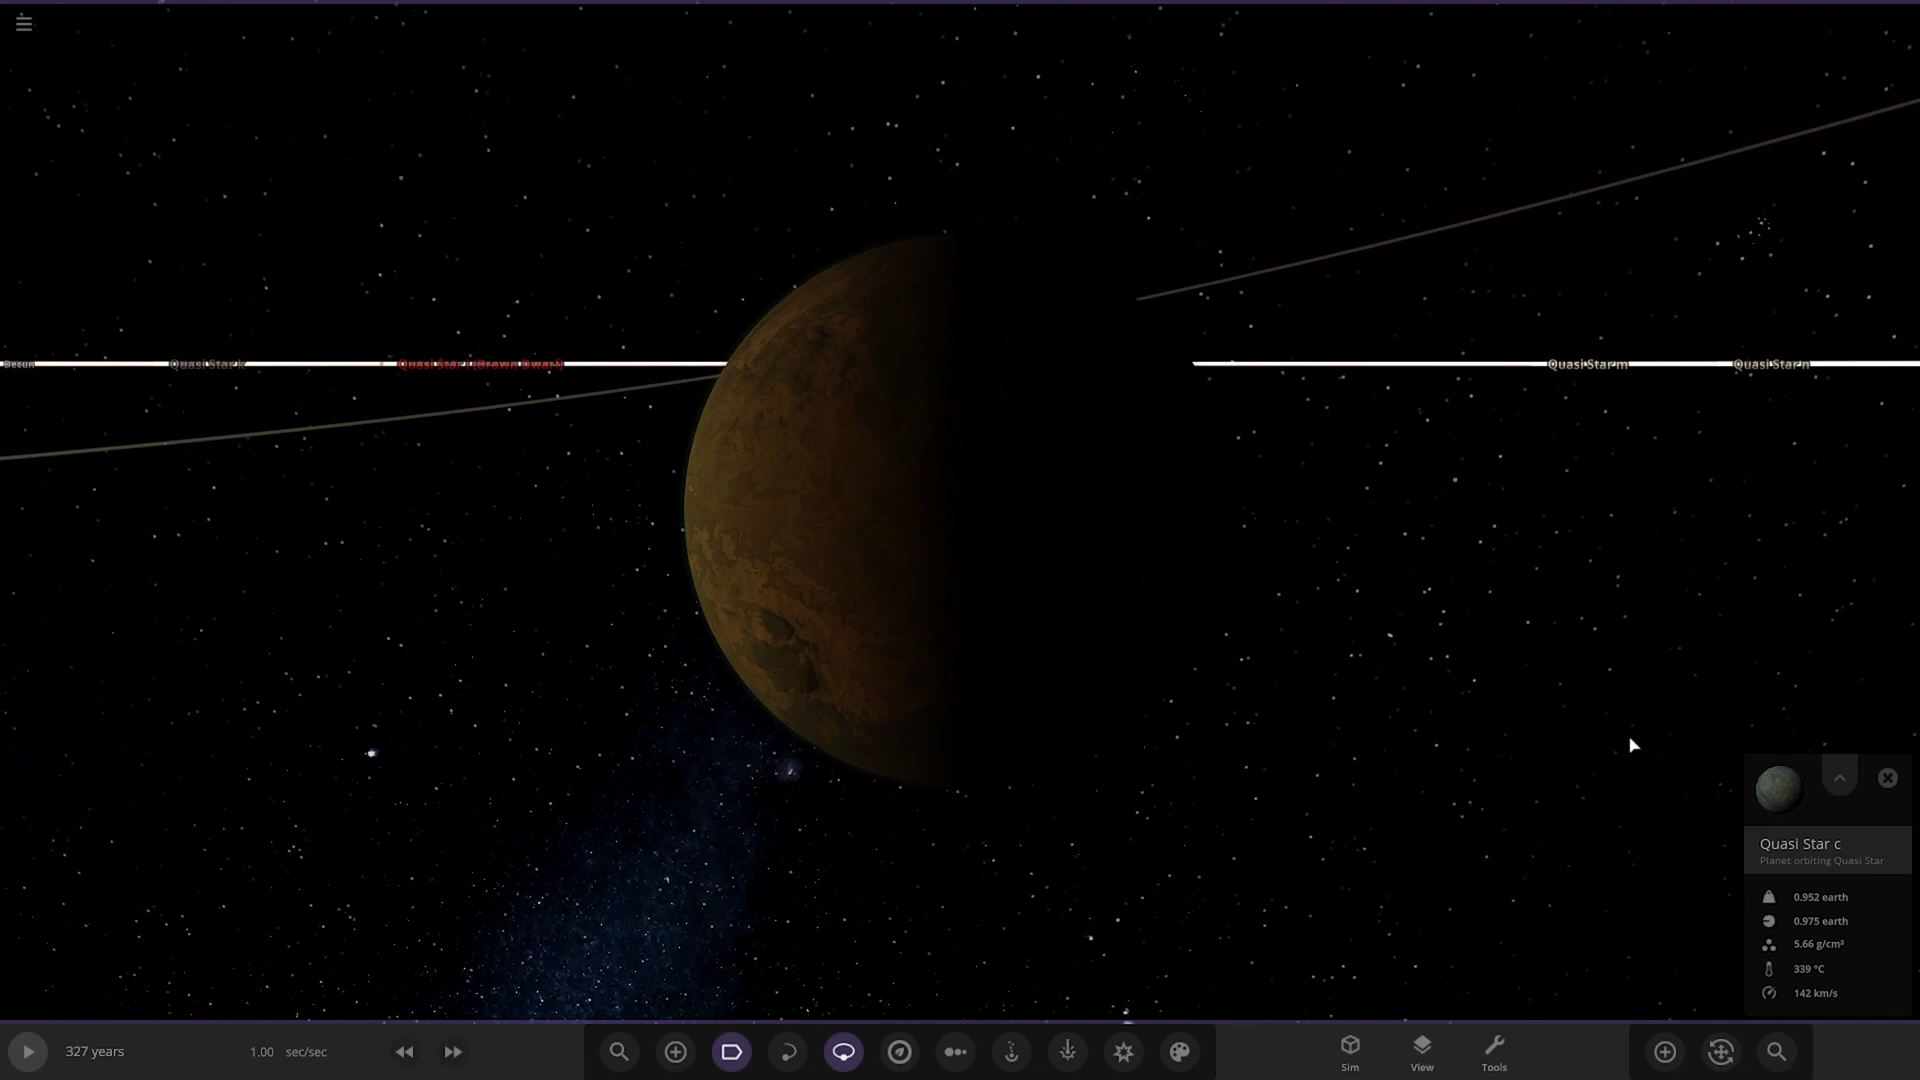 Quasi Star k
Quasi Star l (Brown Dwarf)
Quasi Star m
Quasi Star n
Quasi Star c
Planet orbiting Quasi Star
0.952 earth
0.975 earth
5.66 g/cm³
339 °C
142 km/s
327 years
1.00 sec/sec
Sim
View
Tools